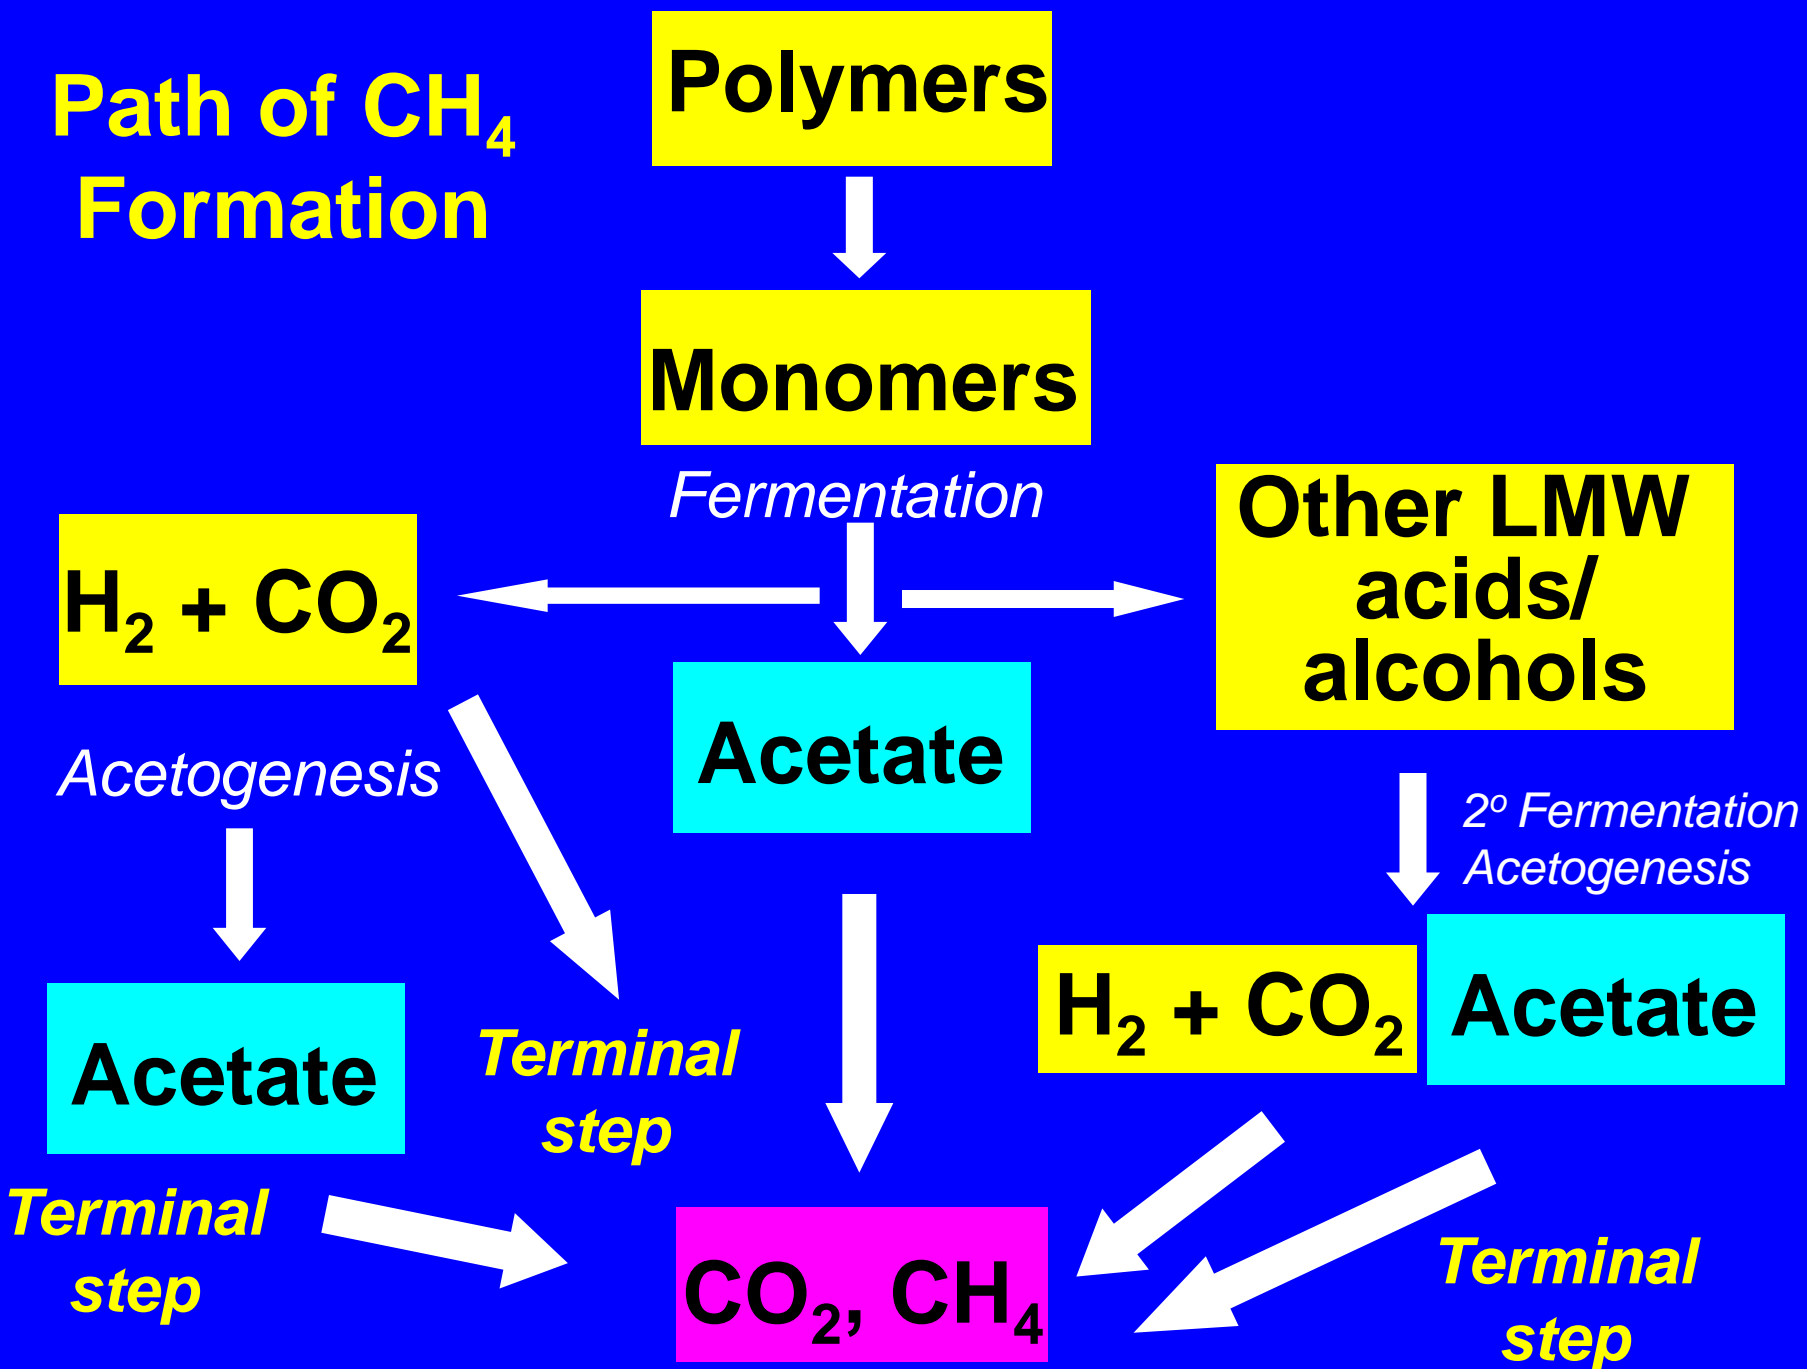 Path of CH₄
Formation
Polymers
Monomers
Fermentation
H₂ + CO₂
Other LMW
acids/
alcohols
Acetate
Acetogenesis
2º Fermentation
Acetogenesis
H₂ + CO₂
Acetate
Acetate
Terminal
step
Terminal
step
CO₂, CH₄
Terminal
step